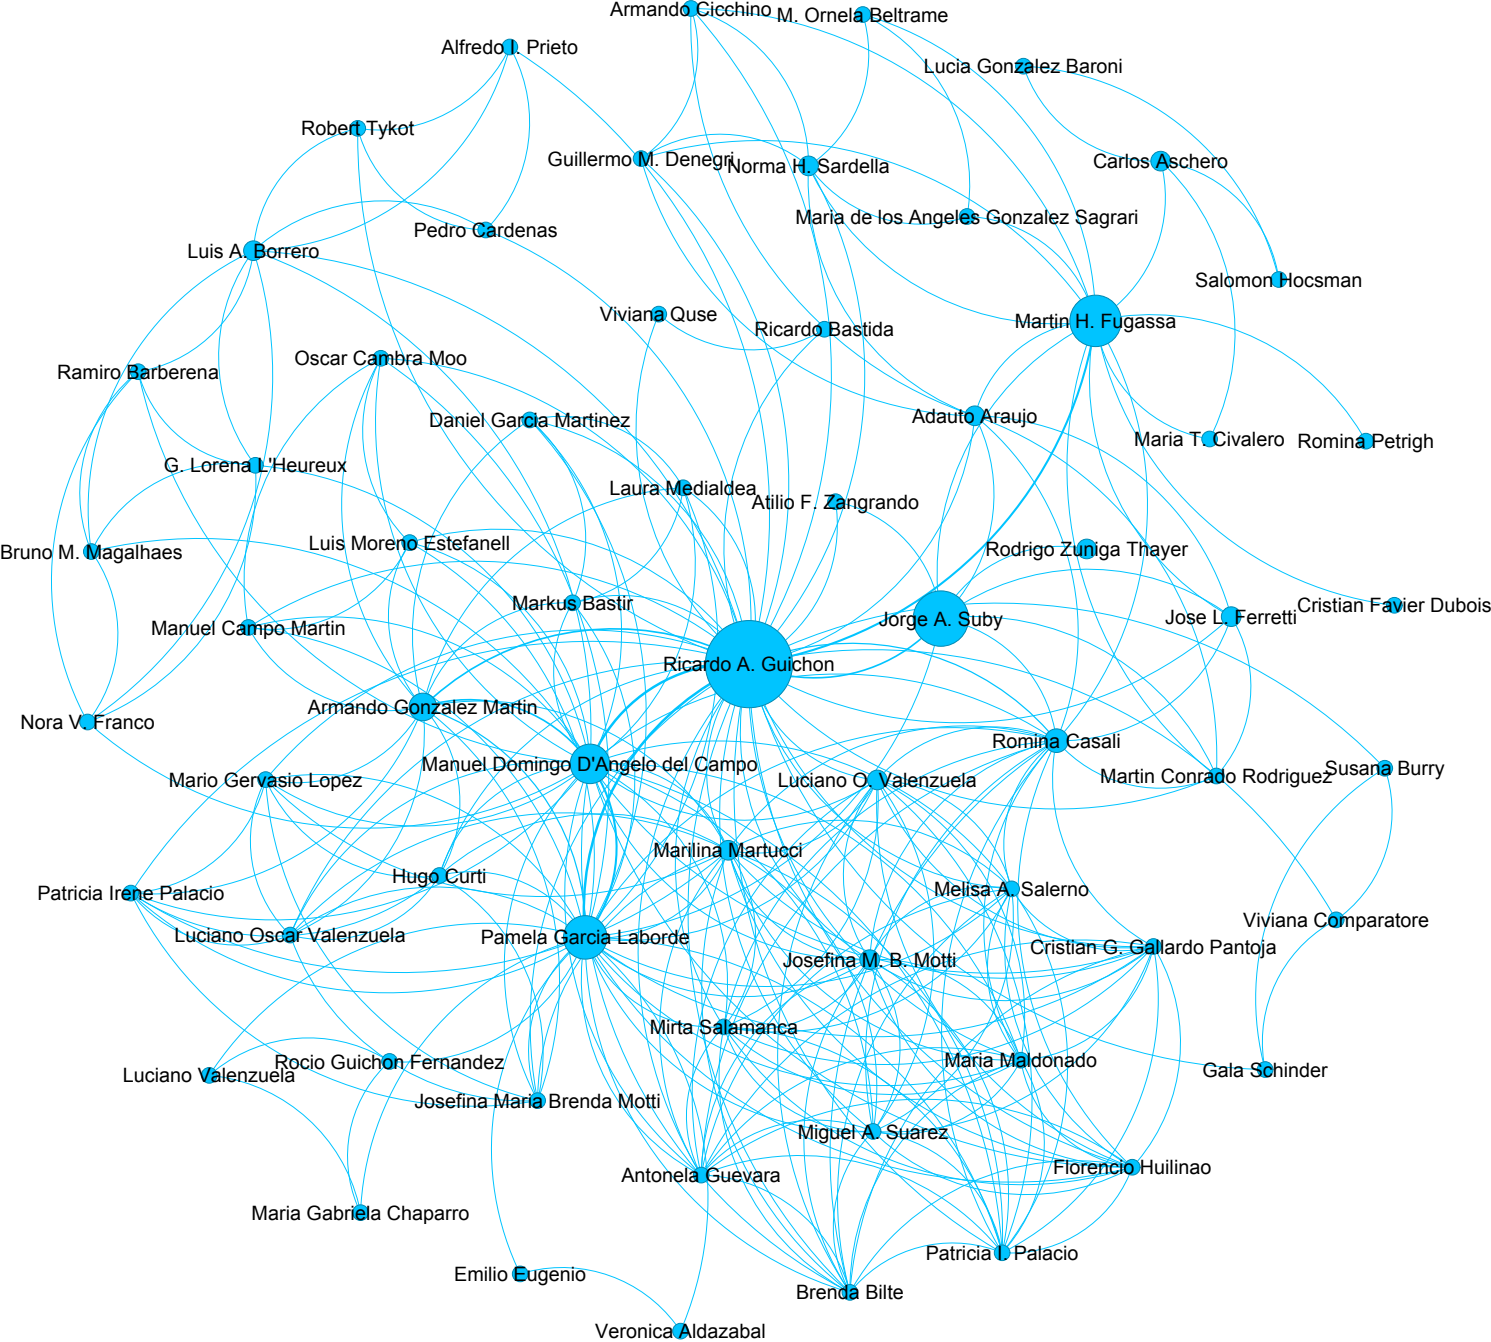 Armando Cicchino
M. Ornela Beltrame
Alfredo I. Prieto
Lucia Gonzalez Baroni
Robert Tykot
Guillermo M. Denegri
Norma H. Sardella
Carlos Aschero
Maria de los Angeles Gonzalez Sagrari
Pedro Cardenas
Luis A. Borrero
Salomon Hocsman
Viviana Quse
Ricardo Bastida
Martin H. Fugassa
Oscar Cambra Moo
Ramiro Barberena
Daniel Garcia Martinez
Adauto Araujo
Maria T. Civalero
Romina Petrigh
G. Lorena L'Heureux
Laura Medialdea
Atilio F. Zangrando
Luis Moreno Estefanell
Bruno M. Magalhaes
Rodrigo Zuniga Thayer
Markus Bastir
Cristian Favier Dubois
Jose L. Ferretti
Jorge A. Suby
Manuel Campo Martin
Ricardo A. Guichon
Armando Gonzalez Martin
Nora V. Franco
Romina Casali
Manuel Domingo D'Angelo del Campo
Susana Burry
Martin Conrado Rodriguez
Mario Gervasio Lopez
Luciano O. Valenzuela
Marilina Martucci
Hugo Curti
Melisa A. Salerno
Patricia Irene Palacio
Viviana Comparatore
Luciano Oscar Valenzuela
Pamela Garcia Laborde
Cristian G. Gallardo Pantoja
Josefina M. B. Motti
Mirta Salamanca
Maria Maldonado
Rocio Guichon Fernandez
Gala Schinder
Luciano Valenzuela
Josefina Maria Brenda Motti
Miguel A. Suarez
Florencio Huilinao
Antonela Guevara
Maria Gabriela Chaparro
Patricia I. Palacio
Emilio Eugenio
Brenda Bilte
Veronica Aldazabal